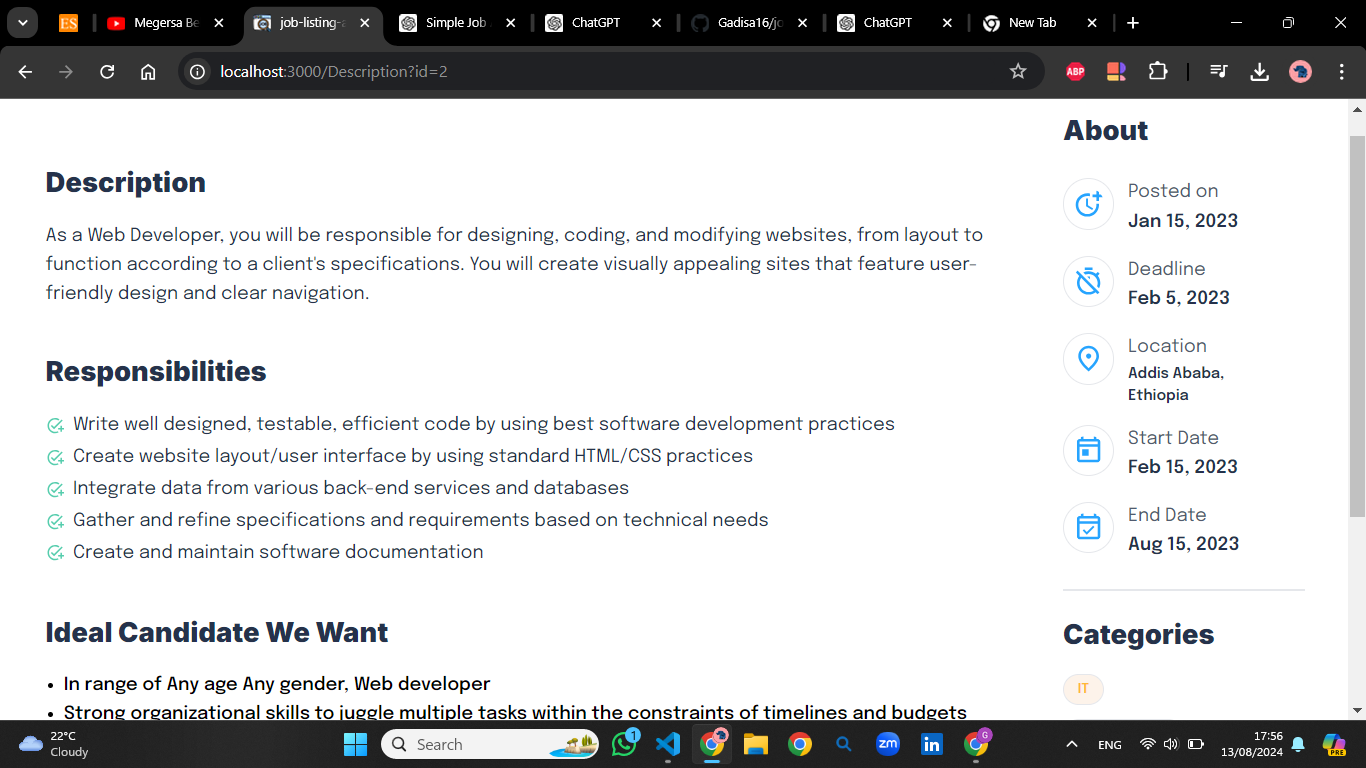 ES
Megersa Be
job-listing-a
Simple Job
ChatGPT
Gadisa16/jo
ChatGPT
New Tab
localhost:3000/Description?id=2
ABP
Description
As a Web Developer, you will be responsible for designing, coding, and modifying websites, from layout to
function according to a client's specifications. You will create visually appealing sites that feature user-
friendly design and clear navigation.
Responsibilities
Write well designed, testable, efficient code by using best software development practices
Create website layout/user interface by using standard HTML/CSS practices
Integrate data from various back-end services and databases
Gather and refine specifications and requirements based on technical needs
Create and maintain software documentation
Ideal Candidate We Want
• In range of Any age Any gender, Web developer
• Strong organizational skills to juggle multiple tasks within the constraints of timelines and budgets
About
Posted on
Jan 15, 2023
Deadline
Feb 5, 2023
Location
Addis Ababa,
Ethiopia
Start Date
Feb 15, 2023
End Date
Aug 15, 2023
Categories
IT
22°C
Cloudy
Search
1
zm
in
G
ENG
17:56
13/08/2024
PRE